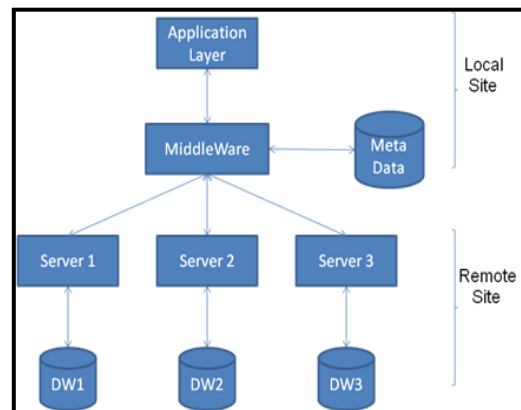 Application
Layer
Local
Site
MiddleWare
Meta
Data
Server 1
Server 2
Server 3
Remote
Site
DW1
DW2
DW3